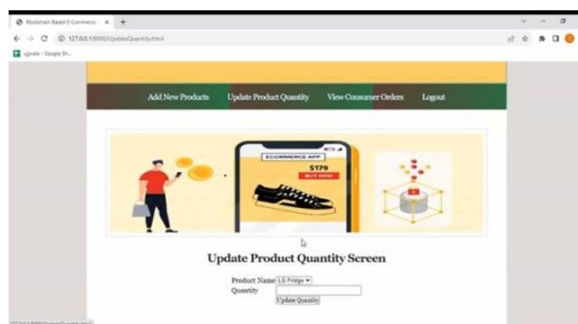 Blockchain Based E-Commerce
127.0.0.1:8000/UpdateQuantity.html
Add New Products Update Product Quantity View Consumer Orders Logout
ECOMMERCE APP
$179
BUY NOW
Update Product Quantity Screen
Product Name LG Fridge
Quantity
Update Quantity